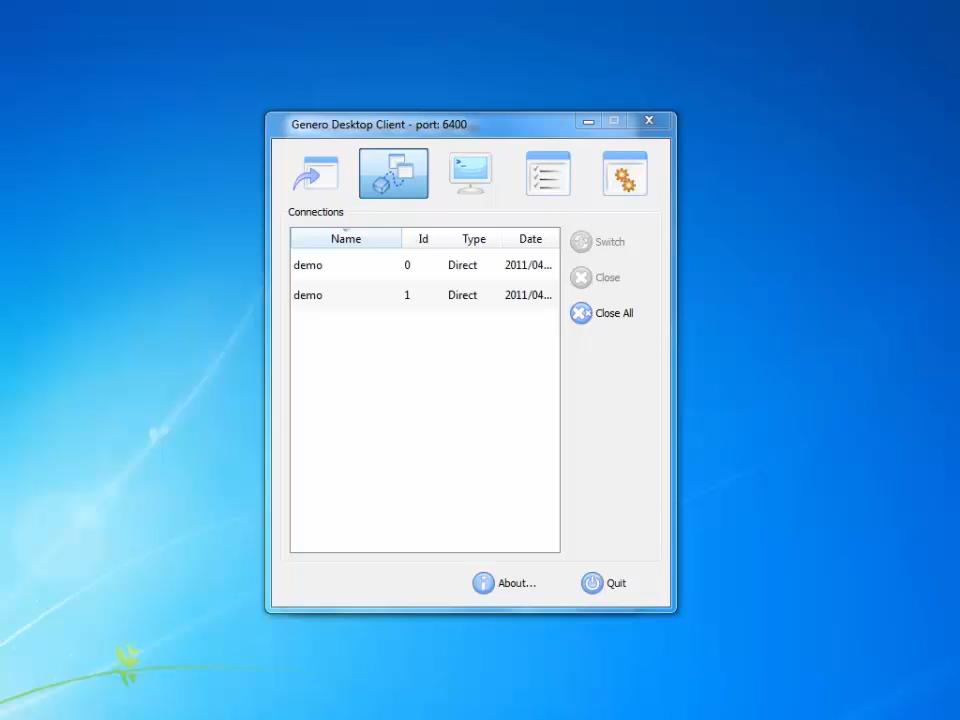 Genero Desktop Client - port: 6400
Connections
Name Id Type Date
demo 0 Direct 2011/04...
demo 1 Direct 2011/04...
Switch
Close
Close All
About... Quit